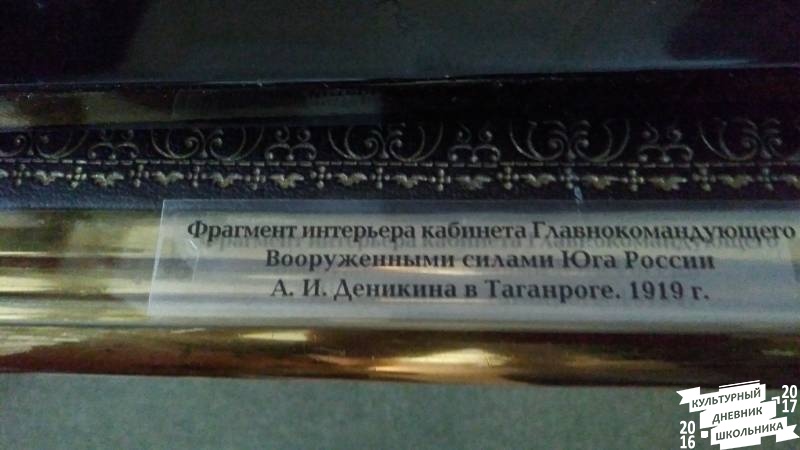 Фрагмент интерьера кабинета Главнокомандующего
Вооруженными силами Юга России
А. И. Деникина в Таганроге. 1919 г.
КУЛЬТУРНЫЙ
ДНЕВНИК
ШКОЛЬНИКА
2016
2017